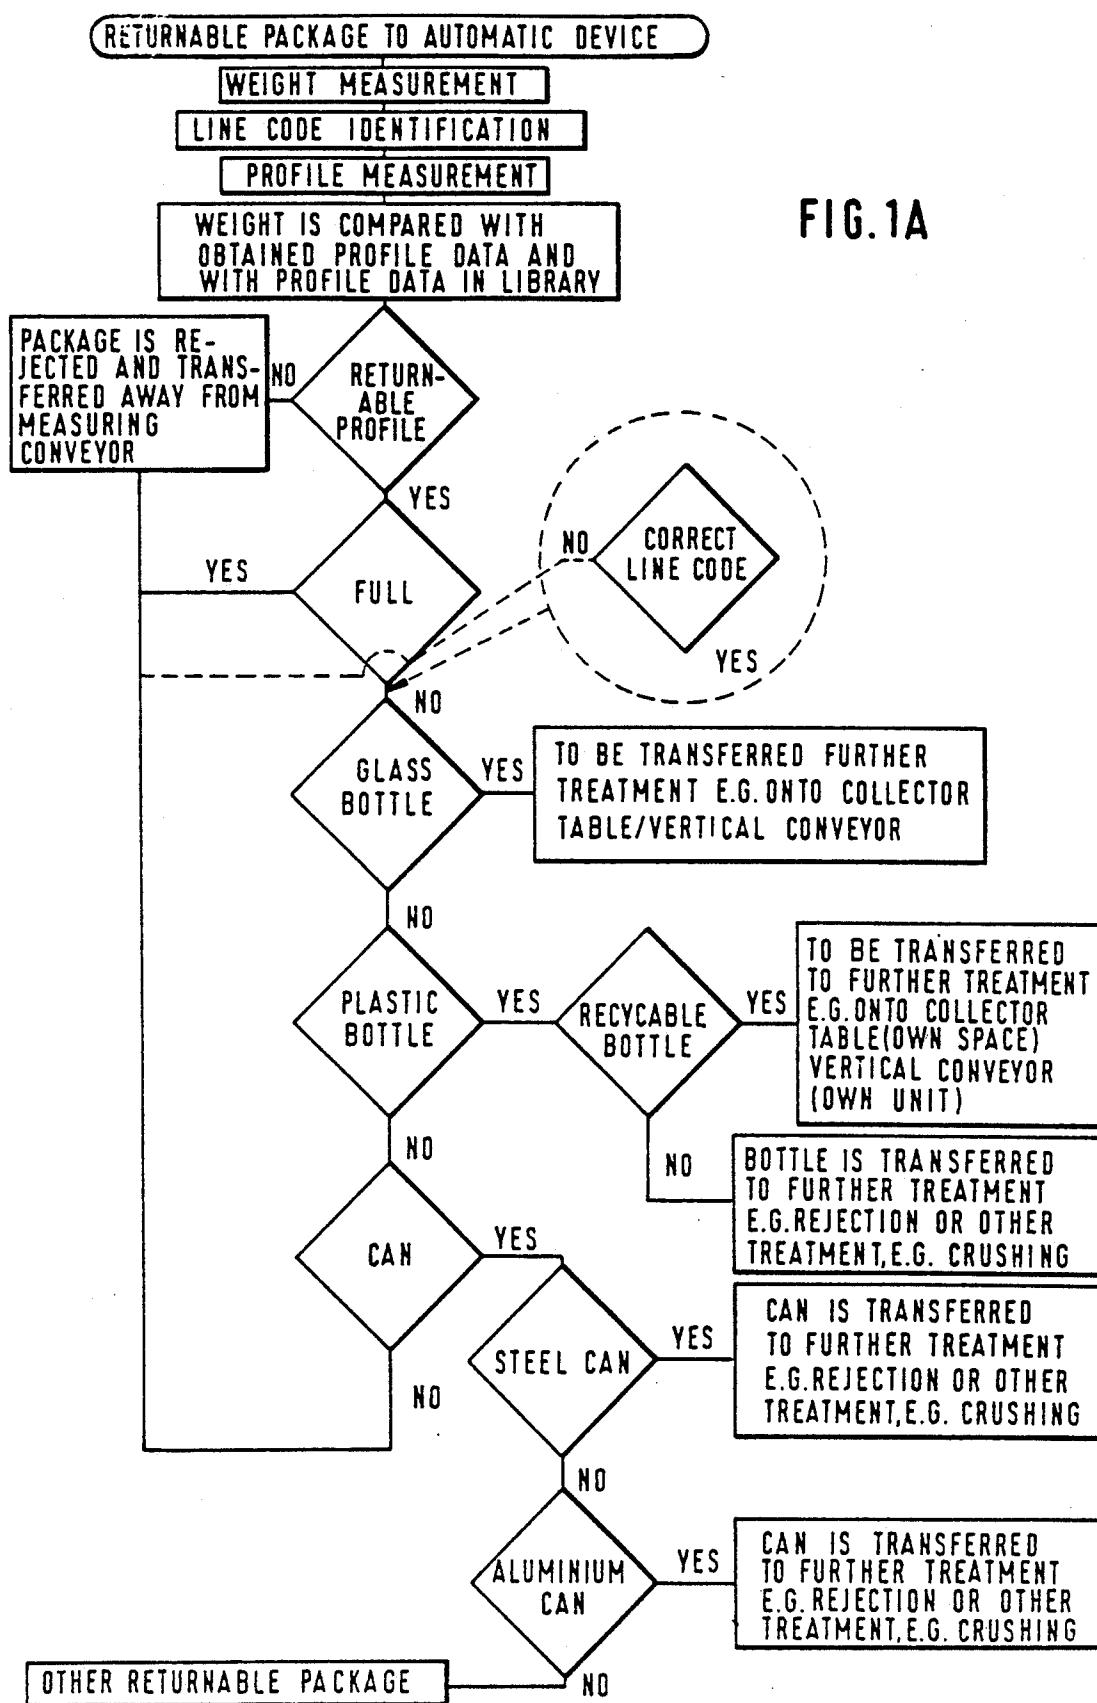 RETURNABLE PACKAGE TO AUTOMATIC DEVICE
WEIGHT MEASUREMENT
LINE CODE IDENTIFICATION
PROFILE MEASUREMENT
WEIGHT IS COMPARED WITH
OBTAINED PROFILE DATA AND
WITH PROFILE DATA IN LIBRARY
FIG.1A
PACKAGE IS RE-
JECTED AND TRANS-
FERRED AWAY FROM
MEASURING
CONVEYOR
NO
RETURN-
ABLE
PROFILE
YES
YES
FULL
NO
CORRECT
LINE CODE
YES
NO
GLASS
BOTTLE
YES
TO BE TRANSFERRED FURTHER
TREATMENT E.G. ONTO COLLECTOR
TABLE/VERTICAL CONVEYOR
NO
PLASTIC
BOTTLE
YES
RECYCABLE
BOTTLE
YES
TO BE TRANSFERRED
TO FURTHER TREATMENT
E.G. ONTO COLLECTOR
TABLE(OWN SPACE)
VERTICAL CONVEYOR
(OWN UNIT)
NO
NO
BOTTLE IS TRANSFERRED
TO FURTHER TREATMENT
E.G. REJECTION OR OTHER
TREATMENT, E.G. CRUSHING
CAN
YES
NO
STEEL CAN
YES
CAN IS TRANSFERRED
TO FURTHER TREATMENT
E.G. REJECTION OR OTHER
TREATMENT, E.G. CRUSHING
NO
ALUMINIUM
CAN
YES
CAN IS TRANSFERRED
TO FURTHER TREATMENT
E.G. REJECTION OR OTHER
TREATMENT, E.G. CRUSHING
NO
OTHER RETURNABLE PACKAGE